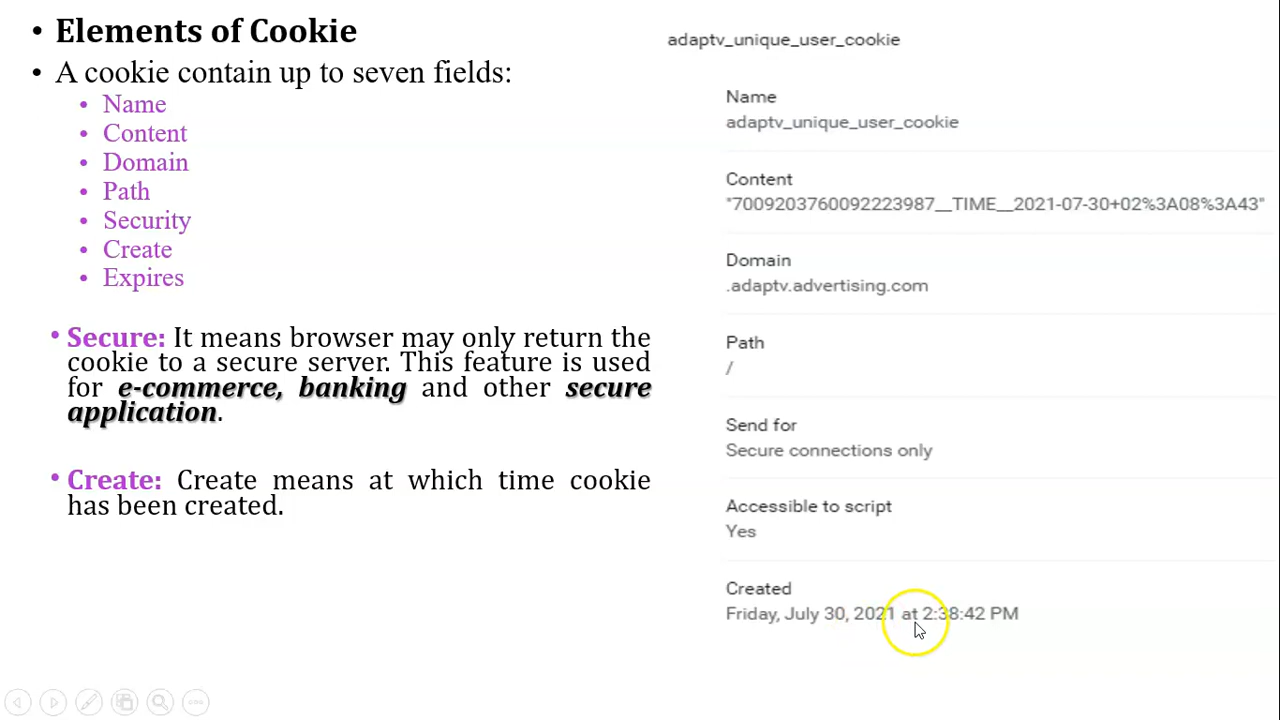 • Elements of Cookie
• A cookie contain up to seven fields:
• Name
• Content
• Domain
• Path
• Security
• Create
• Expires
• Secure: It means browser may only return the
cookie to a secure server. This feature is used
for e-commerce, banking and other secure
application.
• Create: Create means at which time cookie
has been created.
adaptv_unique_user_cookie
Name
adaptv_unique_user_cookie
Content
"7009203760092223987__TIME__2021-07-30+02%3A08%3A43"
Domain
.adaptv.advertising.com
Path
/
Send for
Secure connections only
Accessible to script
Yes
Created
Friday, July 30, 2021 at 2:38:42 PM